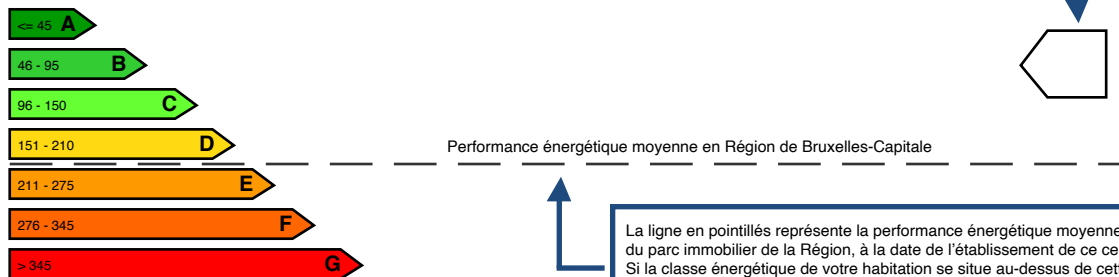 <= 45 A
46 - 95 B
96 - 150 C
151 - 210 D
Performance énergétique moyenne en Région de Bruxelles-Capitale
211 - 275 E
276 - 345 F
La ligne en pointillés représente la performance énergétique moyenne
du parc immobilier de la Région, à la date de l'établissement de ce ce
> 345 G
Si la classe énergétique de votre habitation se situe au-dessus de cet